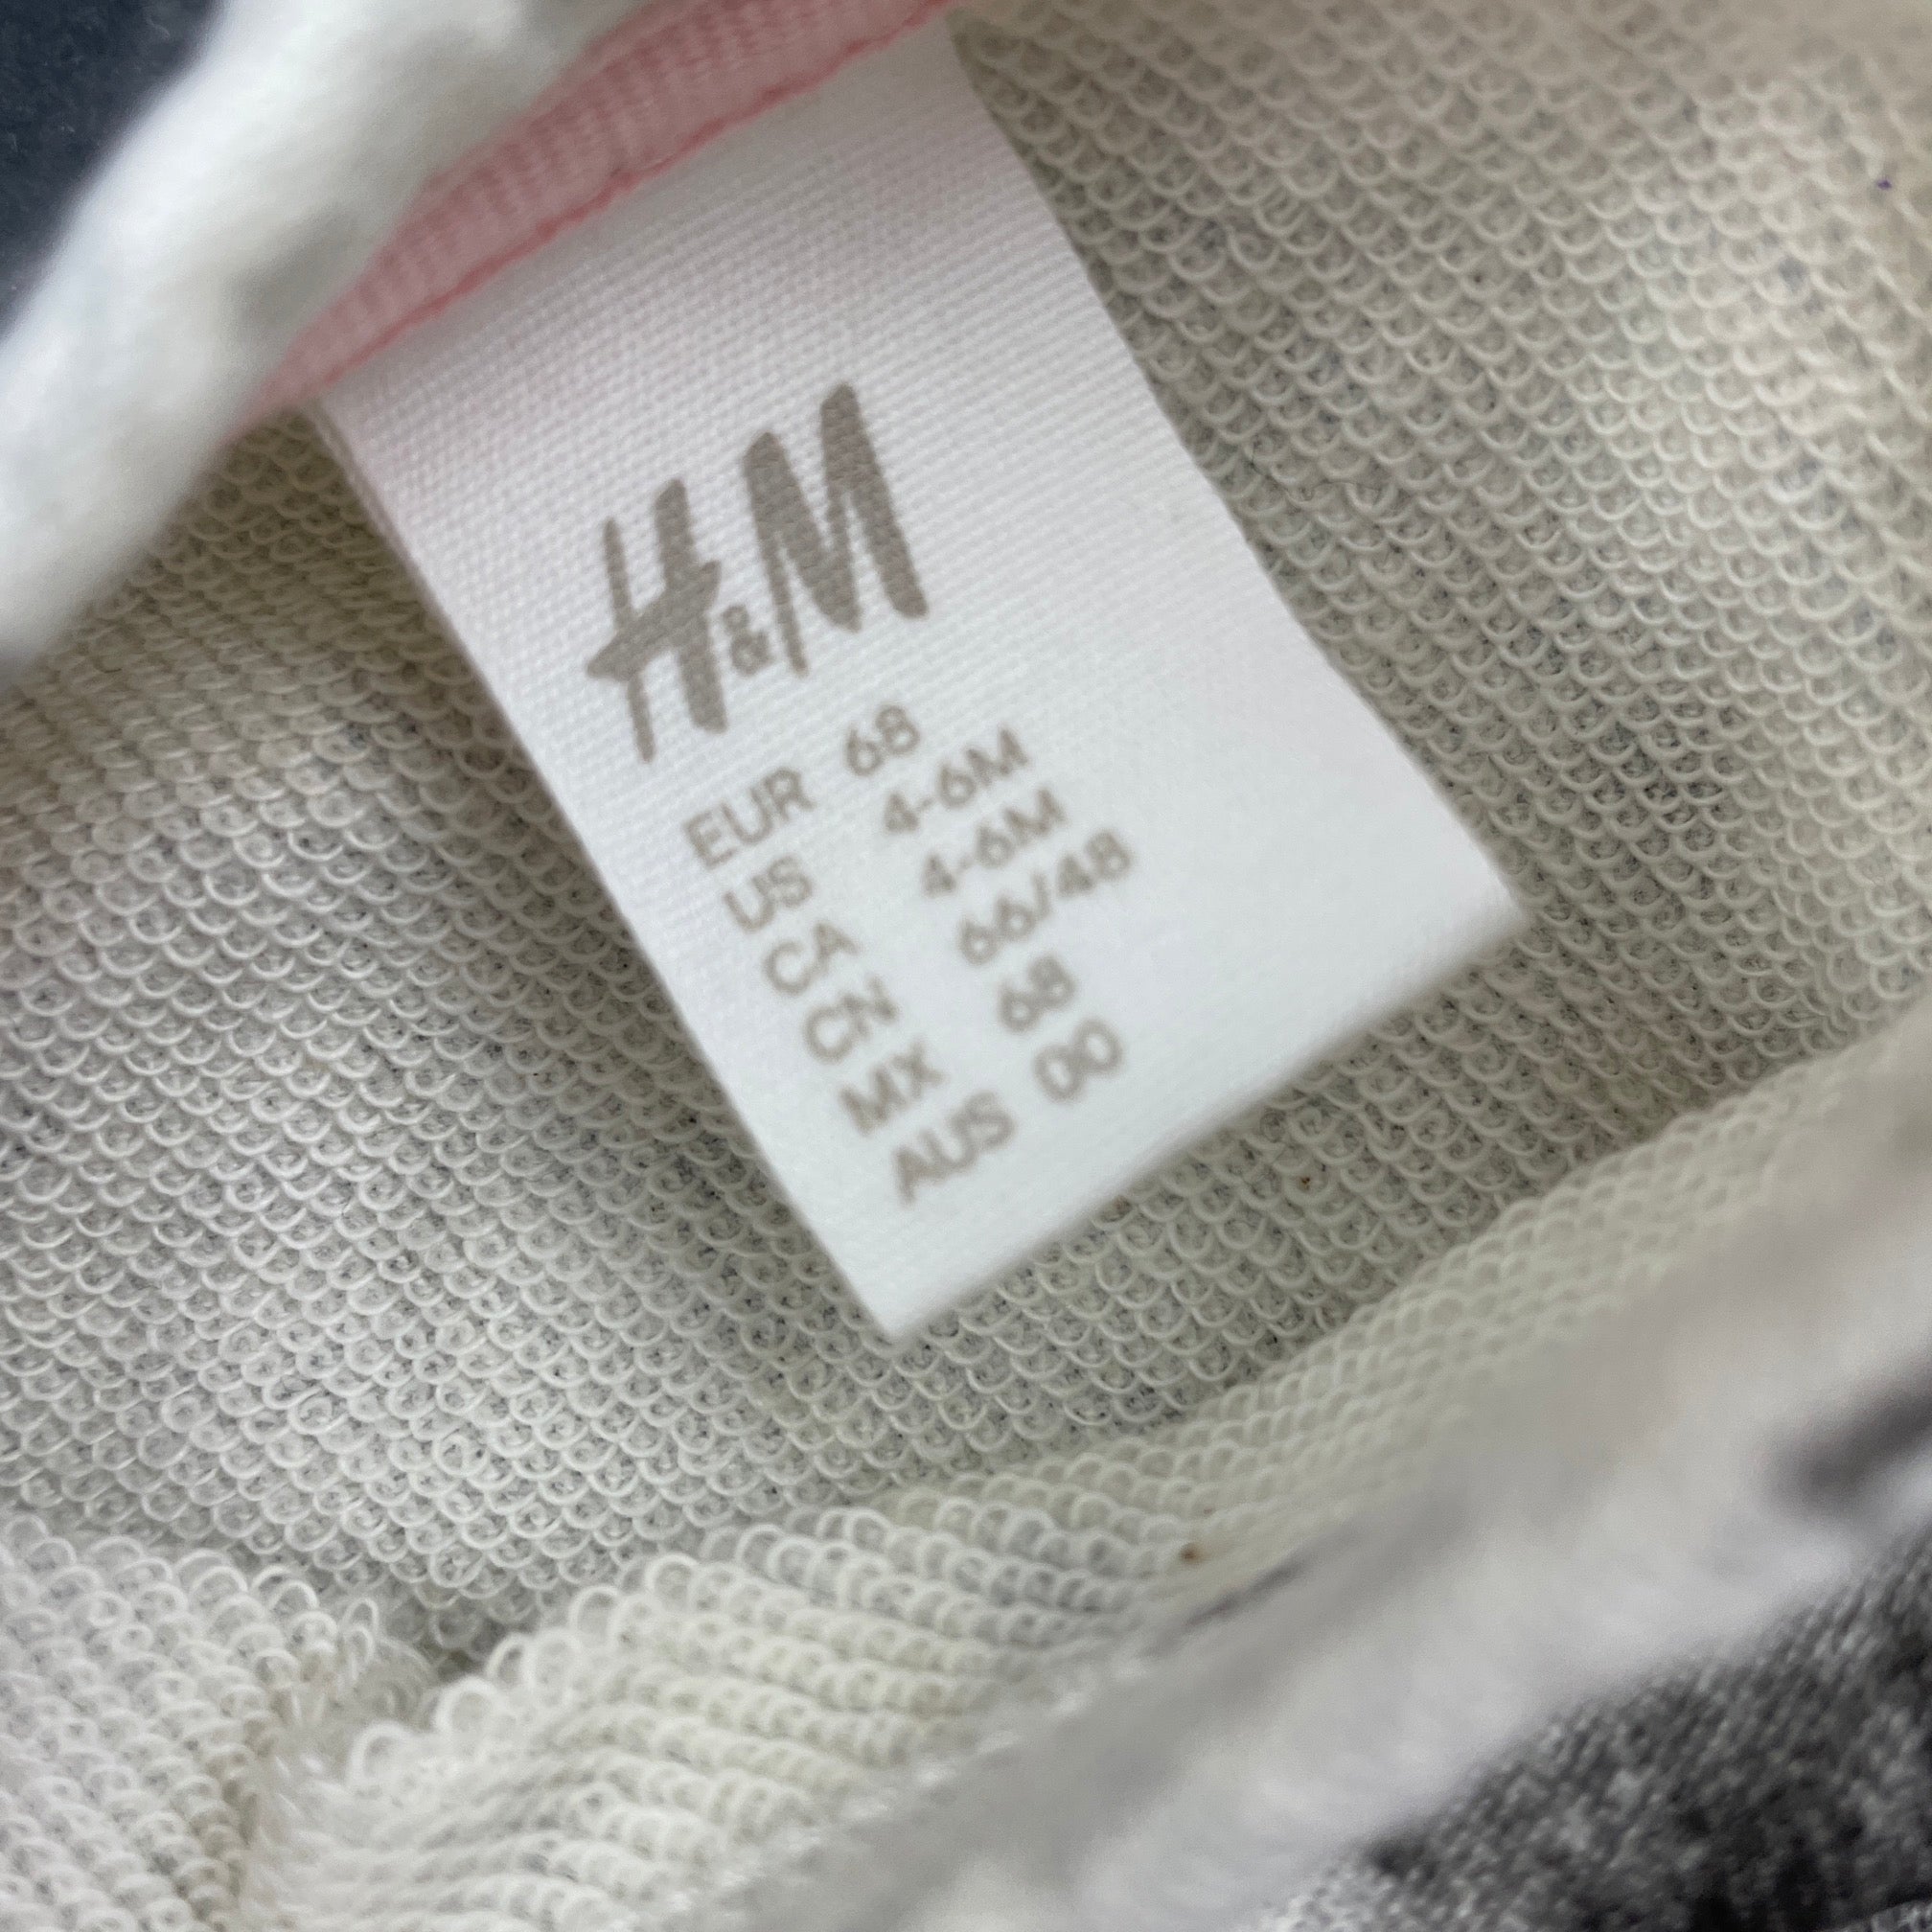 H&M
EUR 68
US 4-6M
CA 4-6M
CN 66/48
MX 68
AUS 00